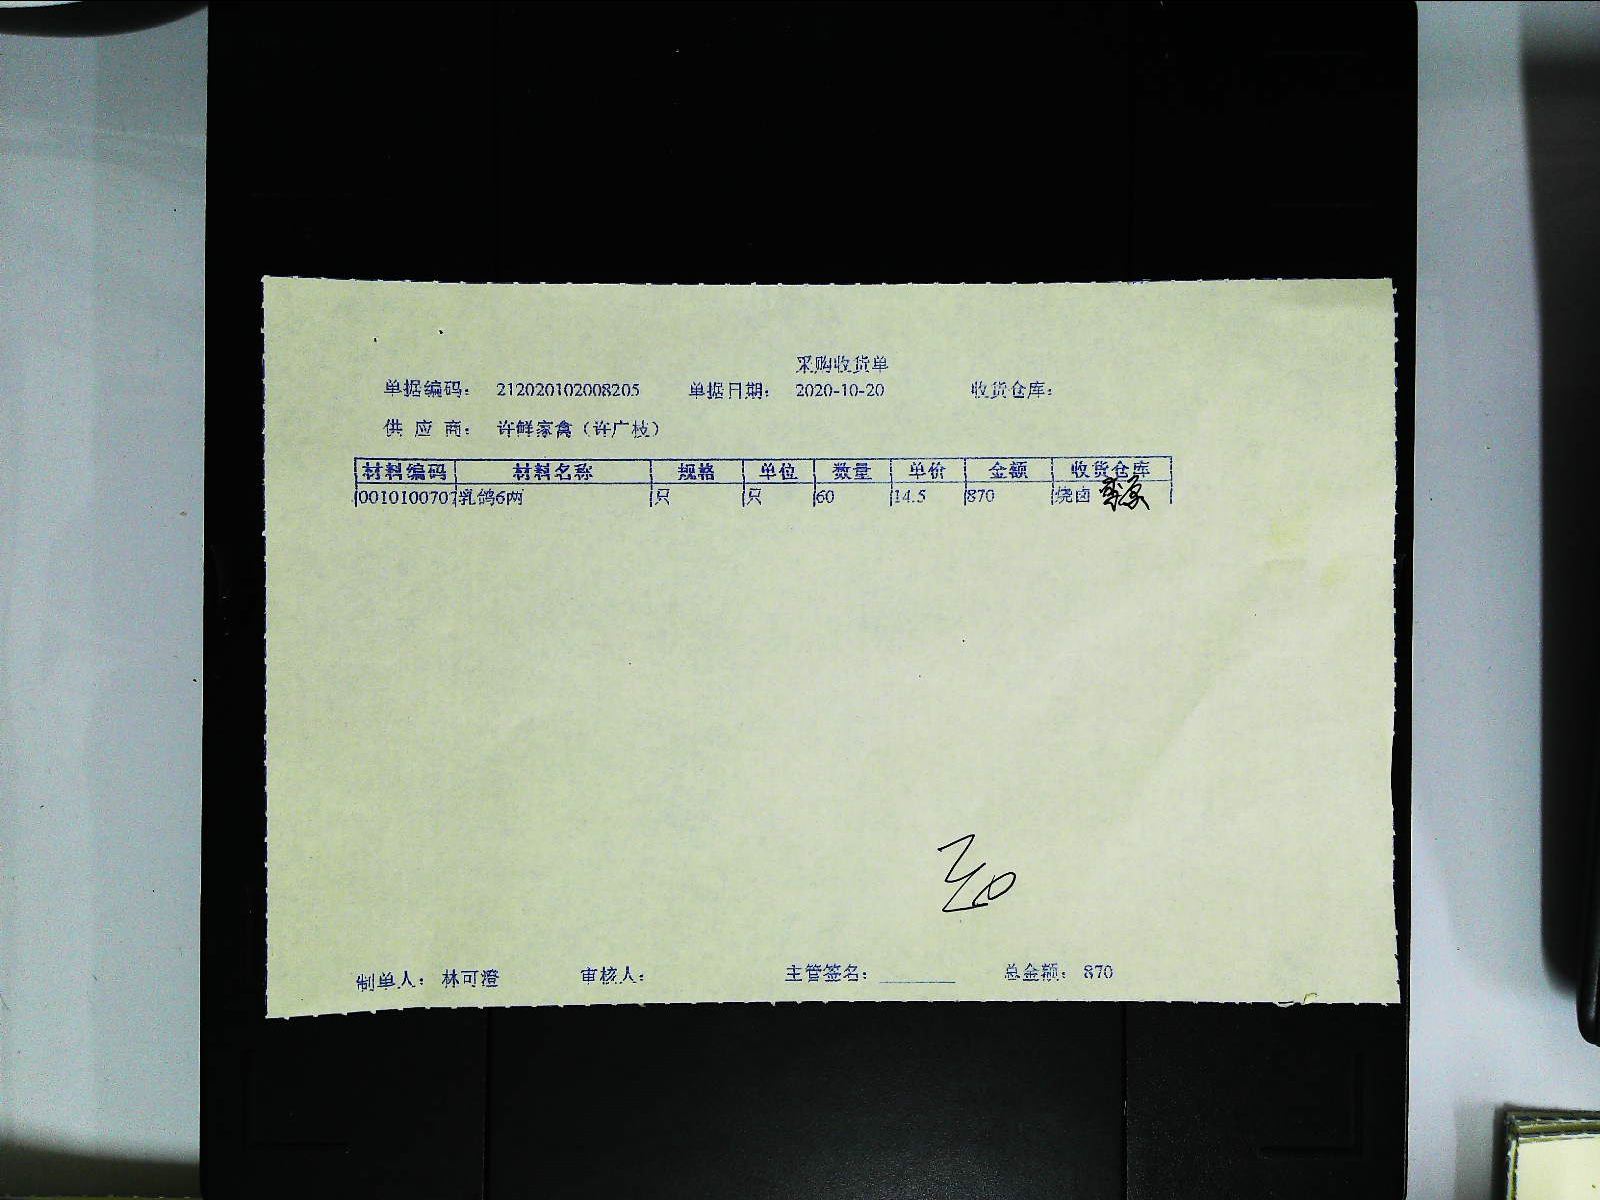 采购收货单
单据编码： 212020102008205 单据日期： 2020-10-20 收货仓库：
供 应 商： 许鲜家禽（许广枝）
材料编码 材料名称 规格 单位 数量 单价 金额 收货仓库
0010100707 乳鸽6两 只 只 60 14.5 870 烧卤
制单人： 林可澄 审核人： 主管签名： 总金额： 870